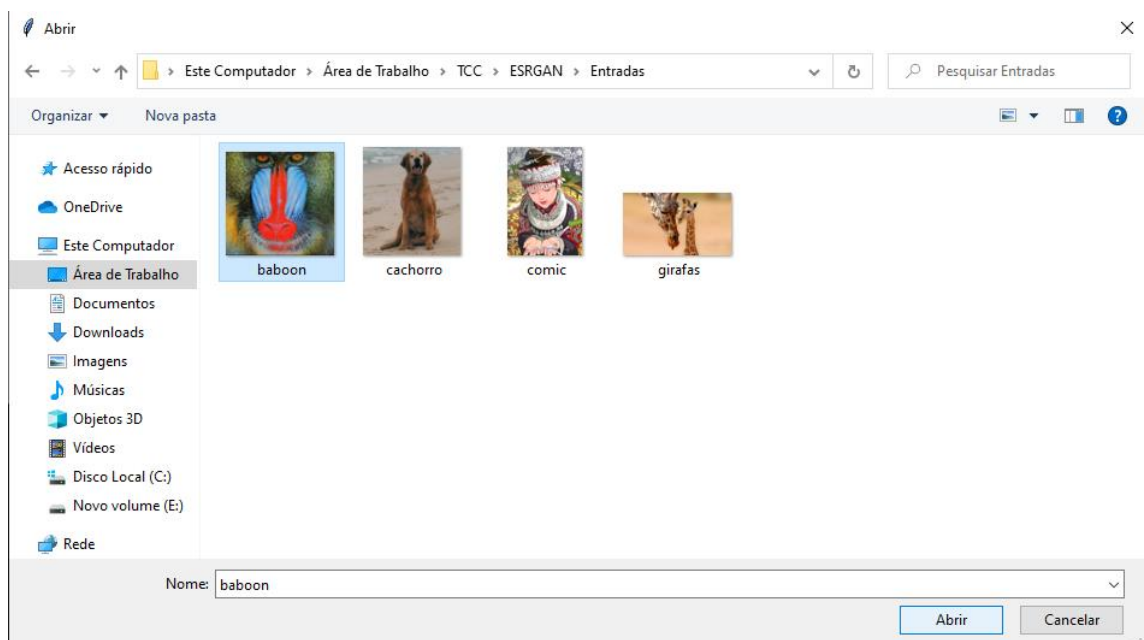 Abrir
Este Computador > Área de Trabalho > TCC > ESRGAN > Entradas
Pesquisar Entradas
Organizar
Nova pasta
?
Acesso rápido
OneDrive
Este Computador
Área de Trabalho
Documentos
Downloads
Imagens
Músicas
Objetos 3D
Vídeos
Disco Local (C:)
Novo volume (E:)
Rede
baboon
cachorro
comic
girafas
Nome: baboon
Abrir
Cancelar